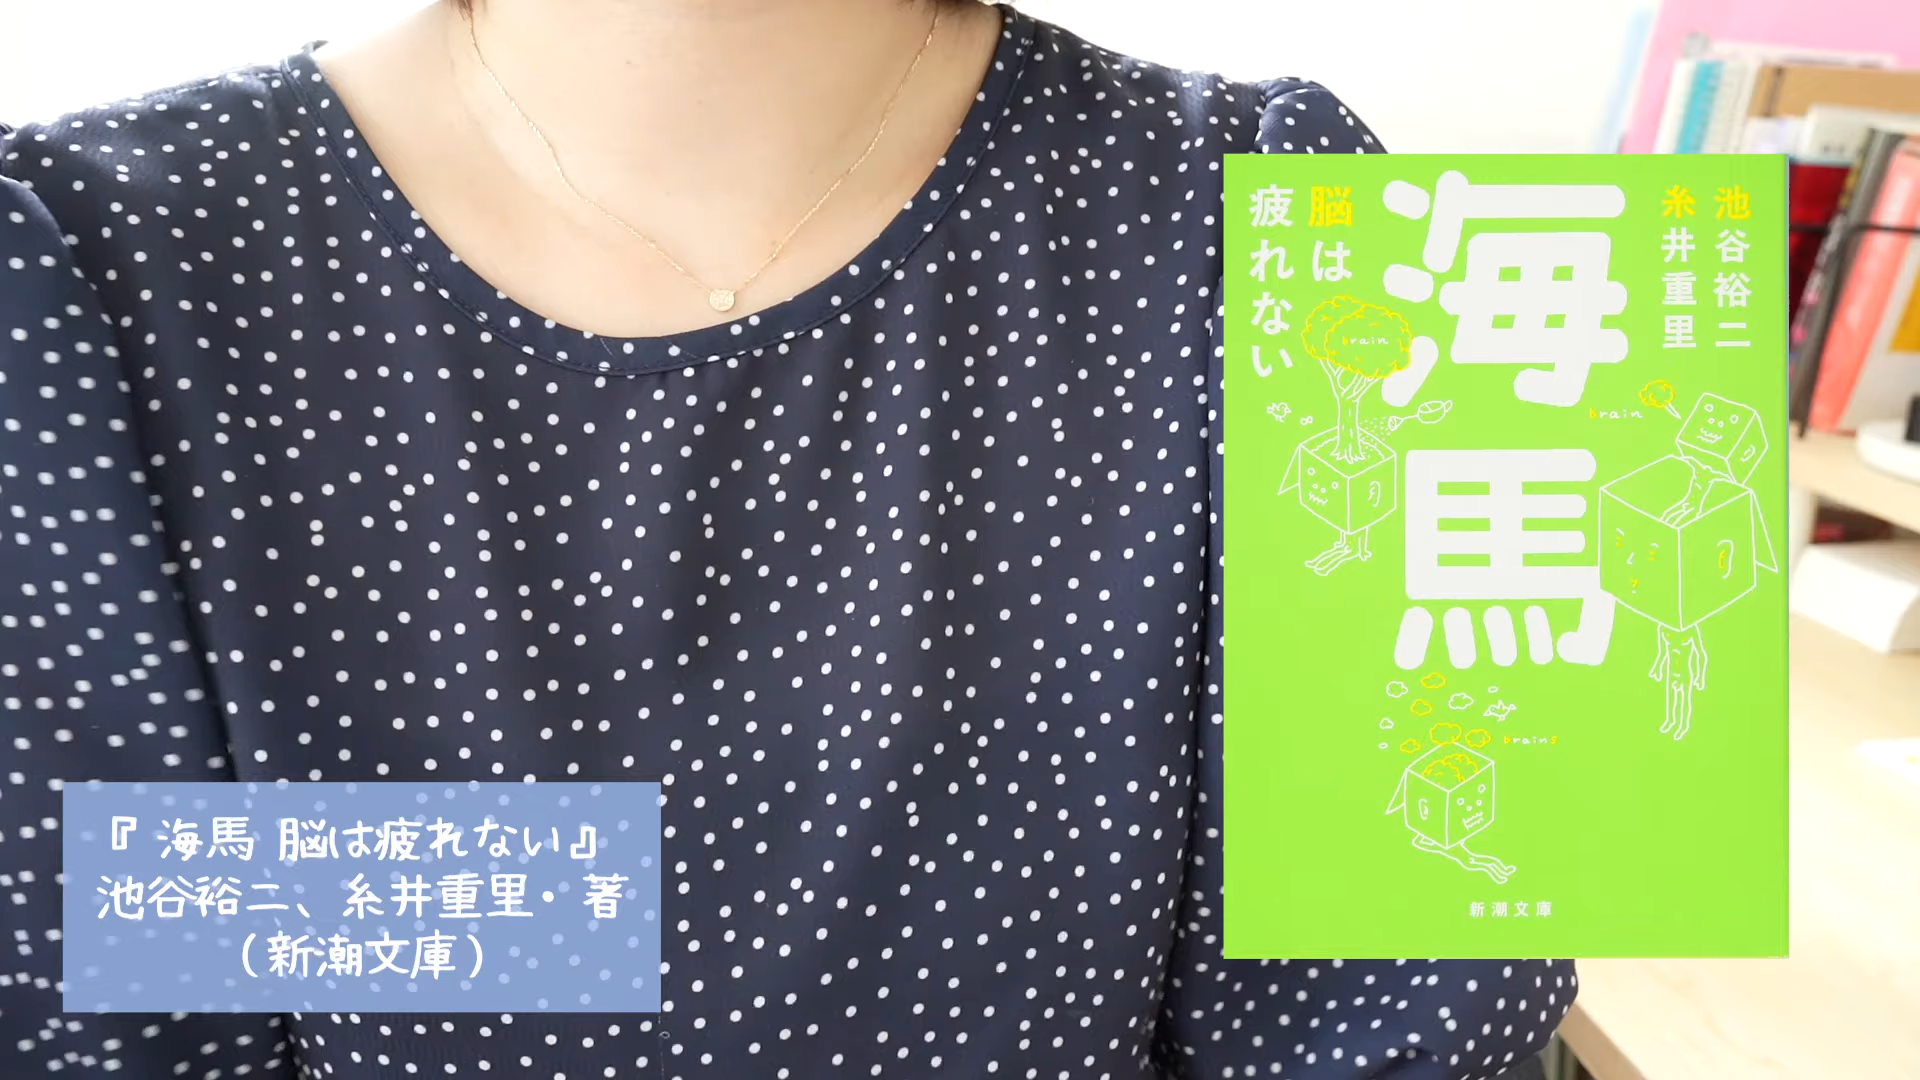 『 海馬 脳は疲れない』
池谷裕二、糸井重里・著
(新潮文庫)
池谷裕二
糸井重里
海馬
脳は
疲れない
brain
brain
brains
新潮文庫